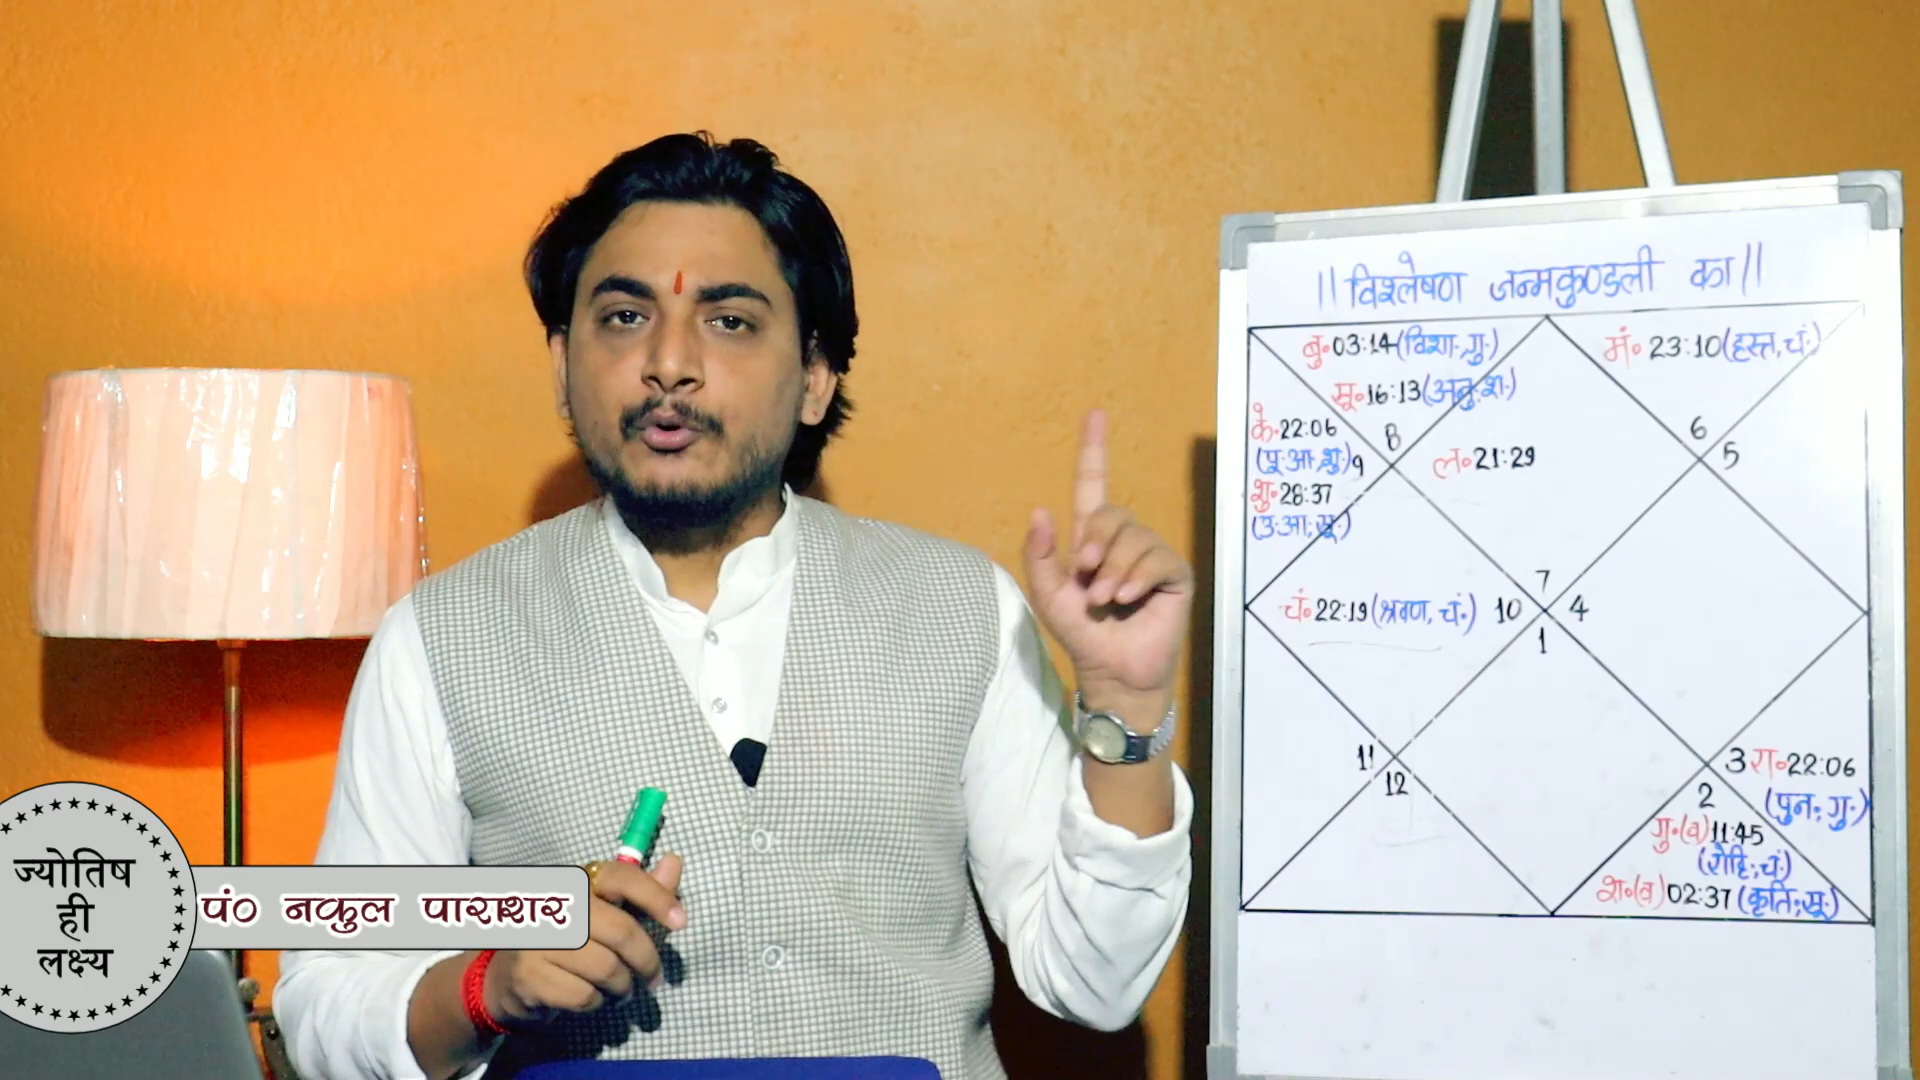 ॥विश्लेषण जन्मकुण्डली का॥
बु॰03:14(विशा.,गु.)
सू॰16:13(अनु.श.)
मं॰ 23:10(हस्त,चं.)
के॰22:06
(पू.आ.,शु.)9
शु॰28:37
(उ.आ.,सू.)
8
ल॰21:29
6
5
चं॰22:19(श्रवण, चं.) 10
7
4
1
11
12
3 रा॰22:06
(पुन:, गु.)
2
गु॰(व)11:45
(रोहि:,चं.)
श॰(व)02:37(कृति:,सू.)
ज्योतिष
ही
लक्ष्य
पं० नकुल पाराशर